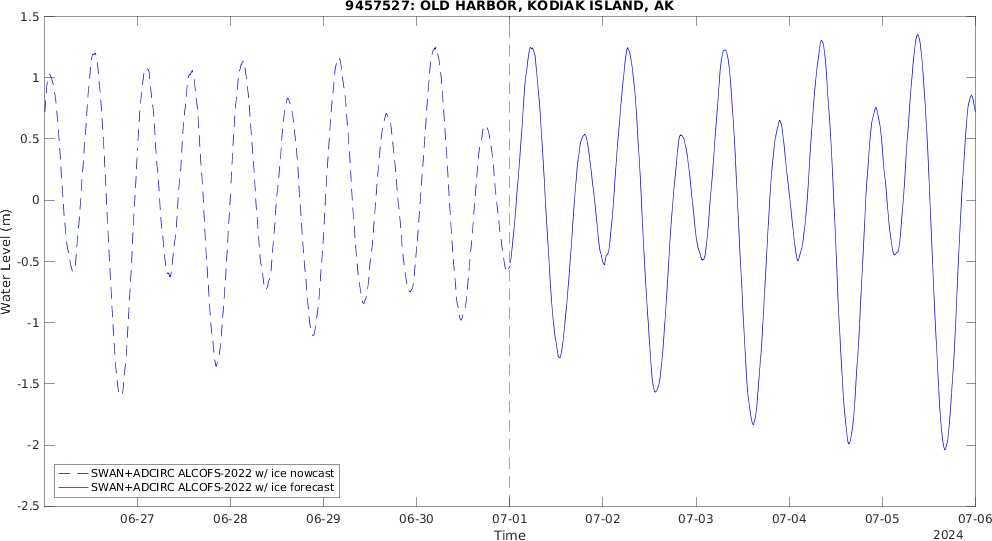 9457527: OLD HARBOR, KODIAK ISLAND, AK
1.5
1
0.5
0
-0.5
-1
-1.5
-2
-2.5
Water Level (m)
SWAN+ADCIRC ALCOFS-2022 w/ ice nowcast
SWAN+ADCIRC ALCOFS-2022 w/ ice forecast
06-27 06-28 06-29 06-30 07-01 07-02 07-03 07-04 07-05 07-06
Time
2024